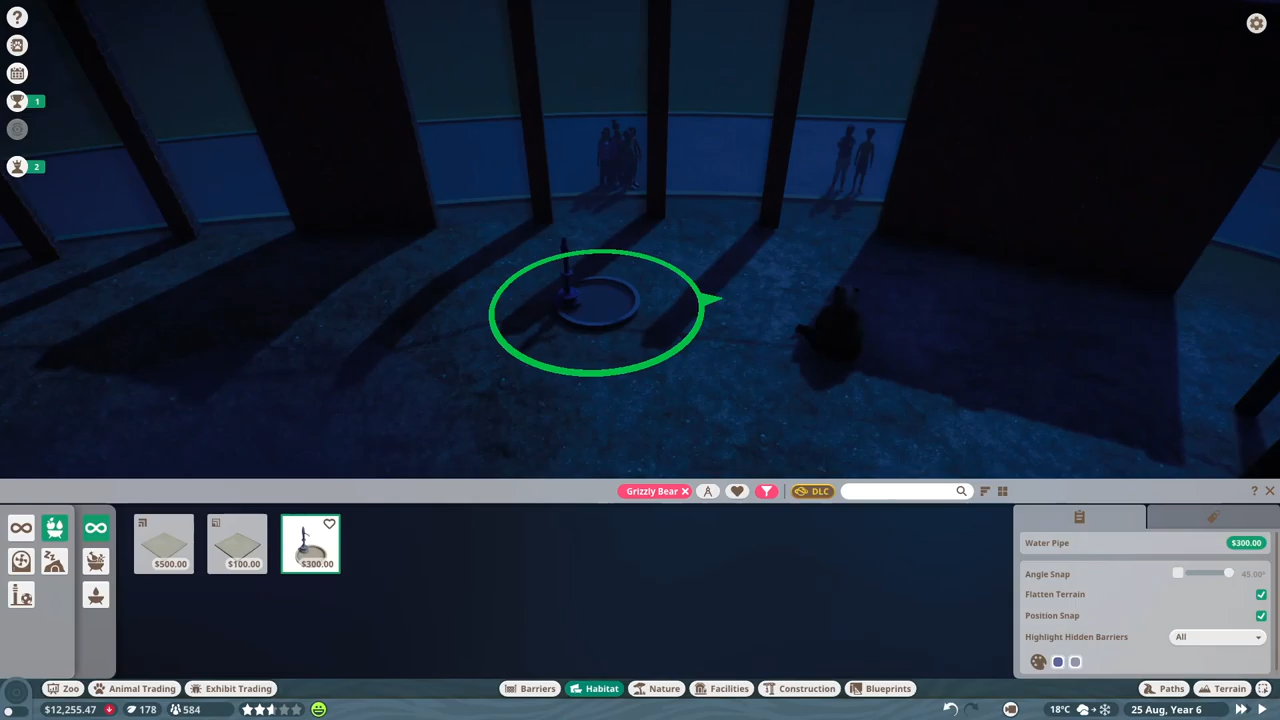 ?
1
2
Grizzly Bear ×
DLC
?
$500.00
$100.00
$300.00
Water Pipe
$300.00
Angle Snap
45.00°
Flatten Terrain
Position Snap
Highlight Hidden Barriers
All
Zoo
Animal Trading
Exhibit Trading
Barriers
Habitat
Nature
Facilities
Construction
Blueprints
Paths
Terrain
$12,255.47
178
584
18°C
25 Aug, Year 6